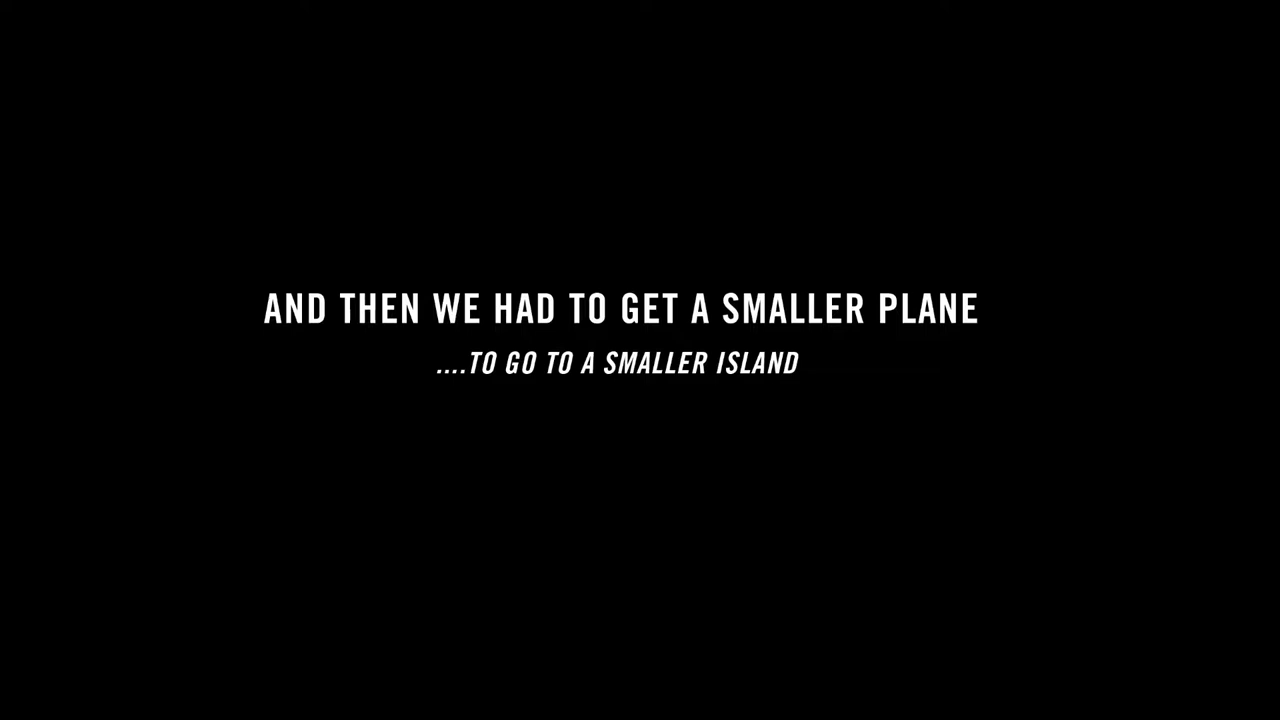 AND THEN WE HAD TO GET A SMALLER PLANE
....TO GO TO A SMALLER ISLAND